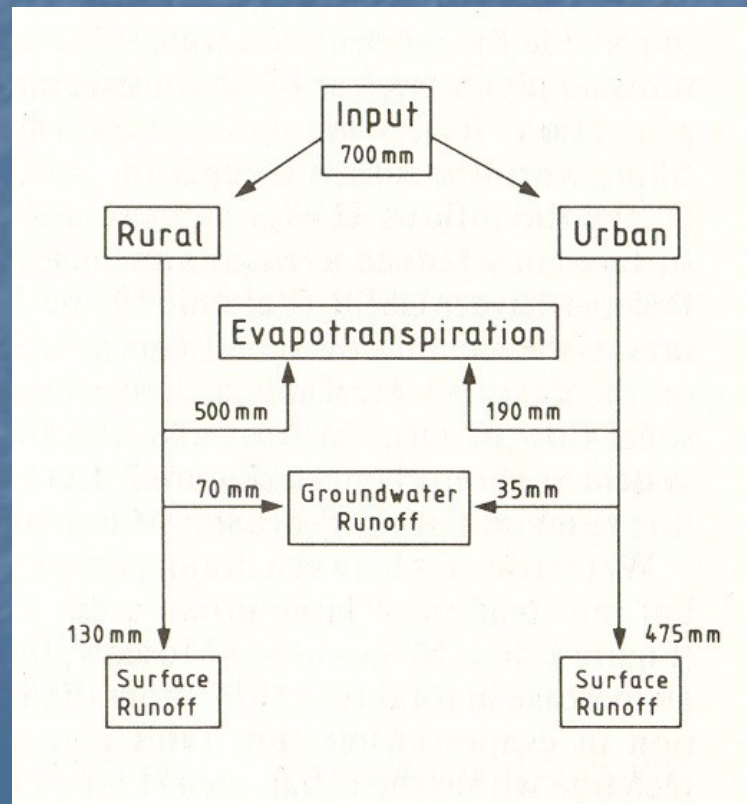 Input
700 mm
Rural
Urban
Evapotranspiration
500 mm
190 mm
70 mm
Groundwater
Runoff
35mm
130 mm
475 mm
Surface
Runoff
Surface
Runoff